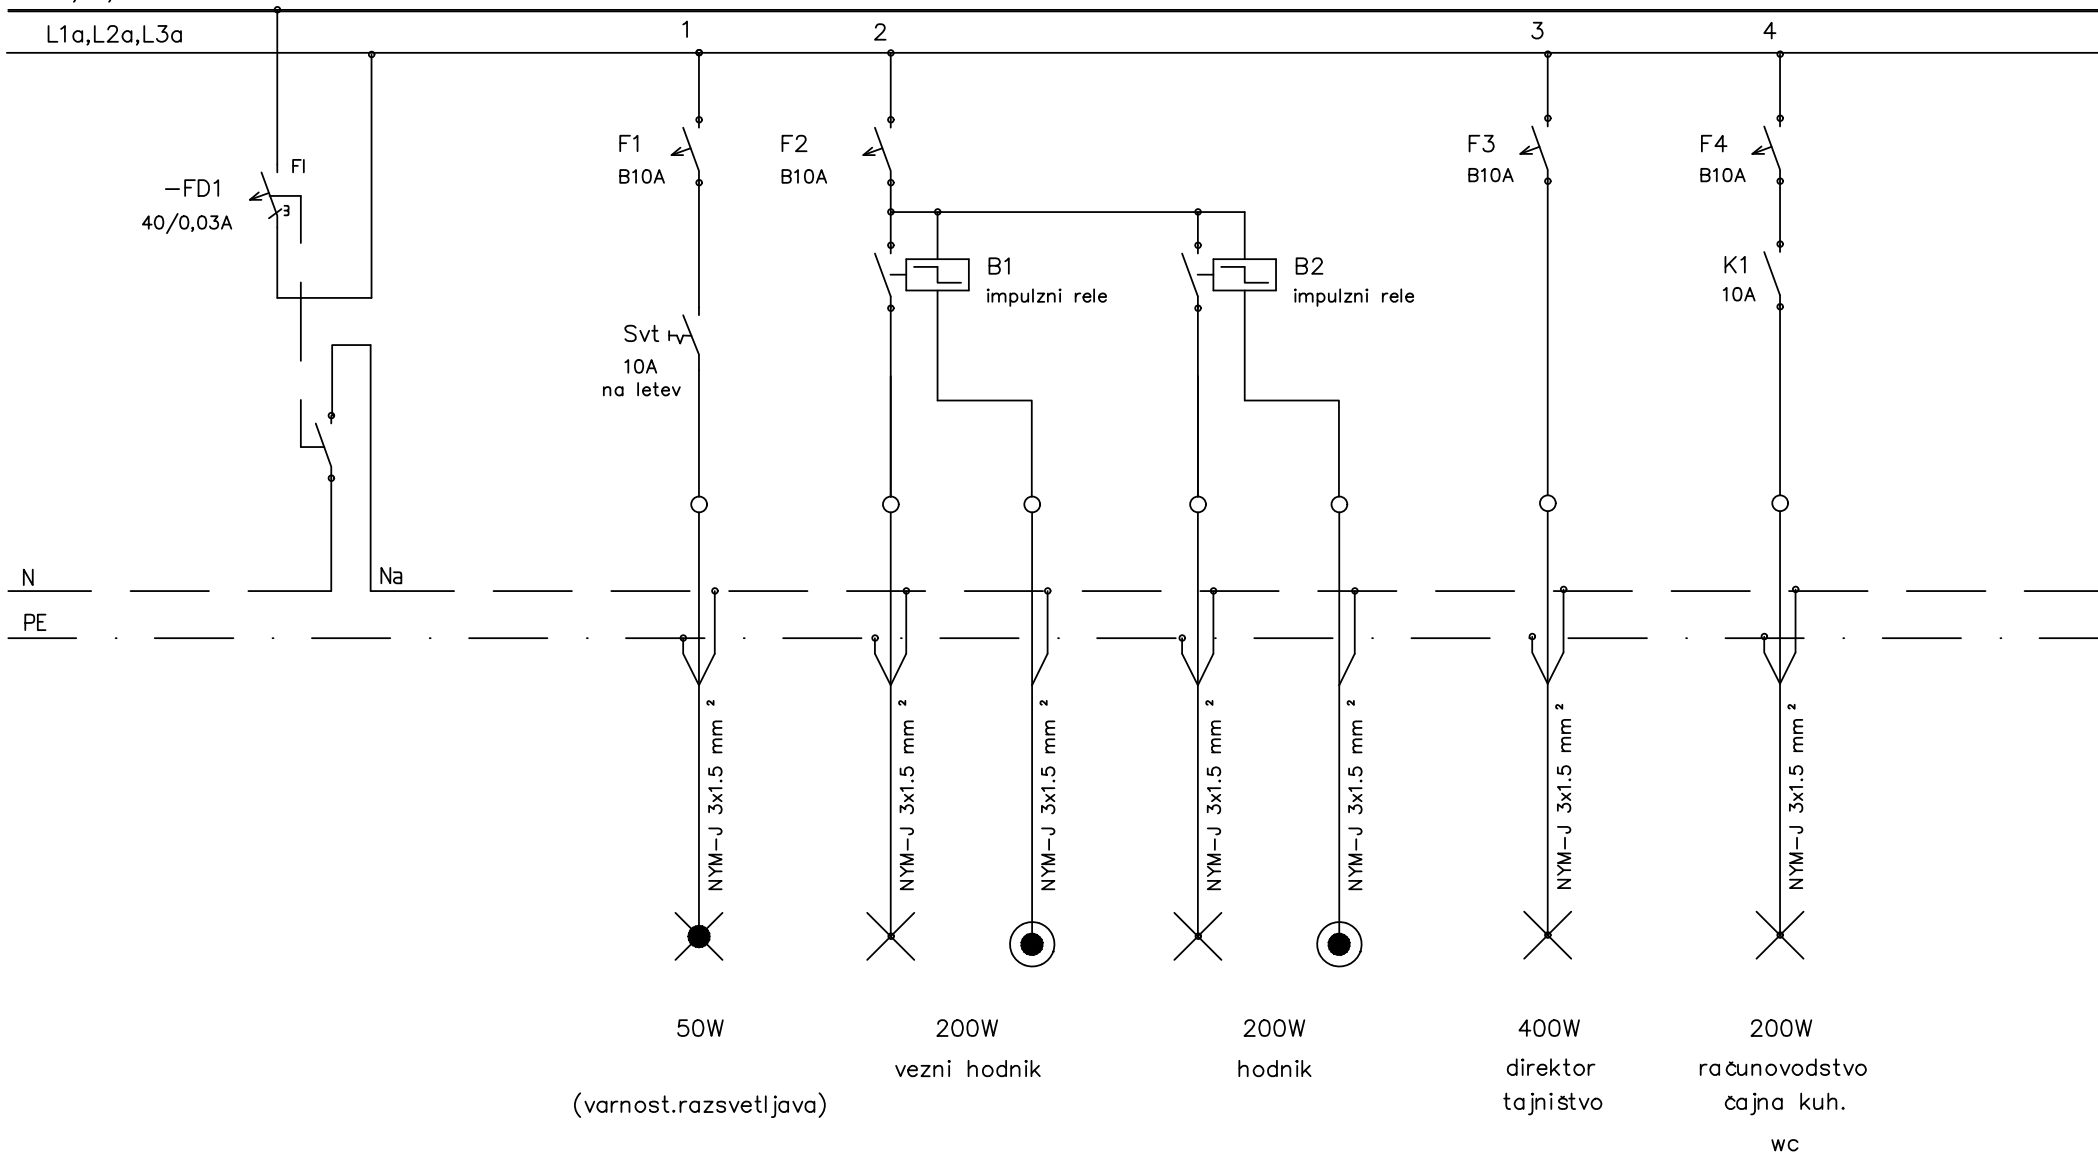 L1a,L2a,L3a
1
2
3
4
F1
B10A
F2
B10A
F3
B10A
F4
B10A
FI
-FD1
3
40/0,03A
B1
impulzni rele
B2
impulzni rele
K1
10A
Svt
10A
na letev
N
Na
PE
NYM-J 3x1.5 mm ²
NYM-J 3x1.5 mm ²
NYM-J 3x1.5 mm ²
NYM-J 3x1.5 mm ²
NYM-J 3x1.5 mm ²
NYM-J 3x1.5 mm ²
NYM-J 3x1.5 mm ²
50W
(varnost.razsvetljava)
200W
vezni hodnik
200W
hodnik
400W
direktor
tajništvo
200W
računovodstvo
čajna kuh.
wc